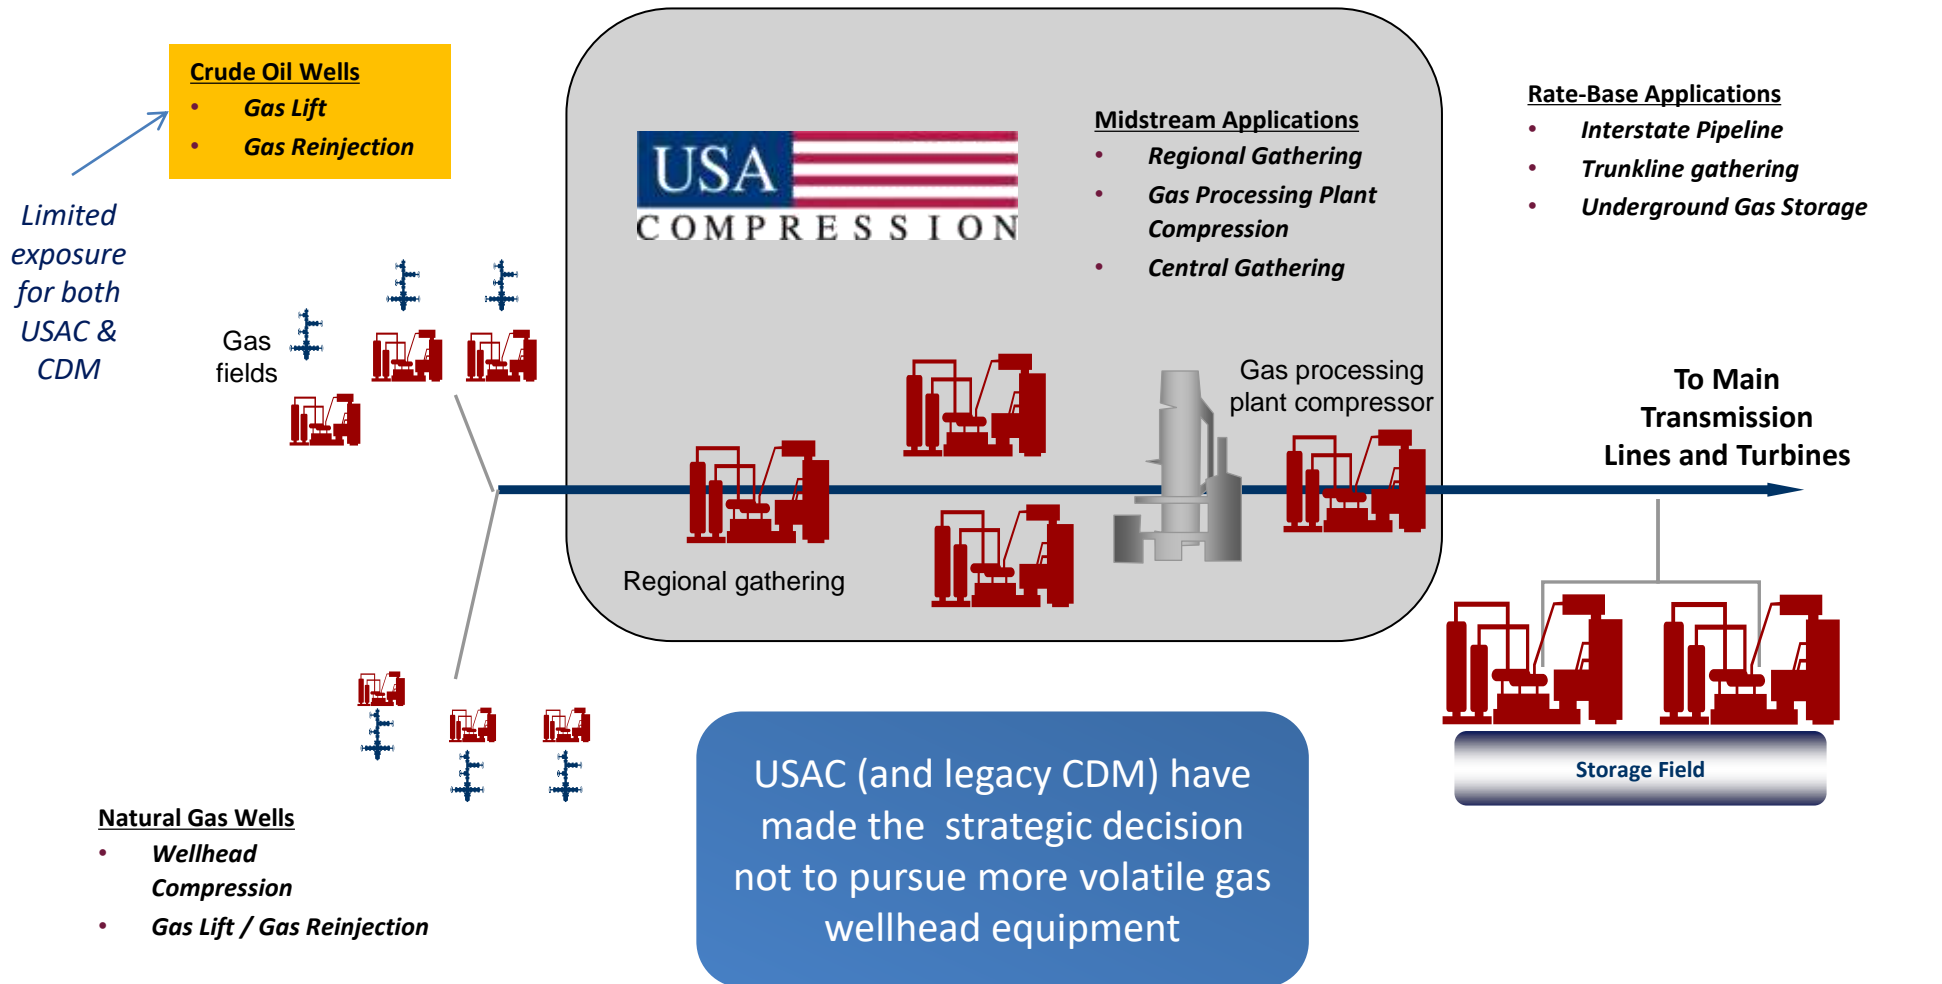 Crude Oil Wells
• Gas Lift
• Gas Reinjection
Limited
exposure
for both
USAC &
CDM
Gas
fields
USA
COMPRESSION
Midstream Applications
• Regional Gathering
• Gas Processing Plant
Compression
• Central Gathering
Rate-Base Applications
• Interstate Pipeline
• Trunkline gathering
• Underground Gas Storage
Gas processing
plant compressor
To Main
Transmission
Lines and Turbines
Regional gathering
Storage Field
Natural Gas Wells
• Wellhead
Compression
• Gas Lift / Gas Reinjection
USAC (and legacy CDM) have
made the strategic decision
not to pursue more volatile gas
wellhead equipment